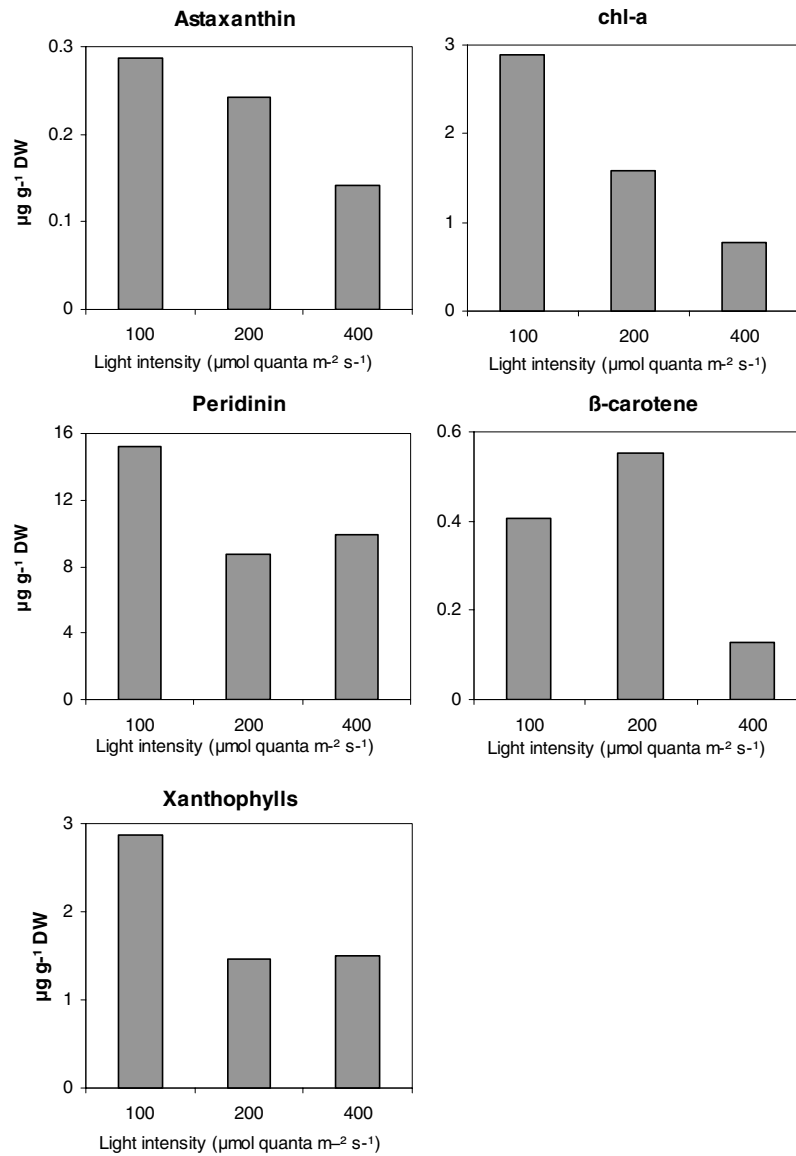 Astaxanthin
0.3
0.2
0.1
0
µg g-¹ DW
100 200 400
Light intensity (µmol quanta m-² s-¹)
chl-a
3
2
1
0
100 200 400
Light intensity (µmol quanta m-² s-¹)
Peridinin
16
12
8
4
0
µg g-¹ DW
100 200 400
Light intensity (µmol quanta m-² s-¹)
ß-carotene
0.6
0.4
0.2
0
100 200 400
Light intensity (µmol quanta m-² s-¹)
Xanthophylls
3
2
1
0
µg g-¹ DW
100 200 400
Light intensity (µmol quanta m–² s-¹)